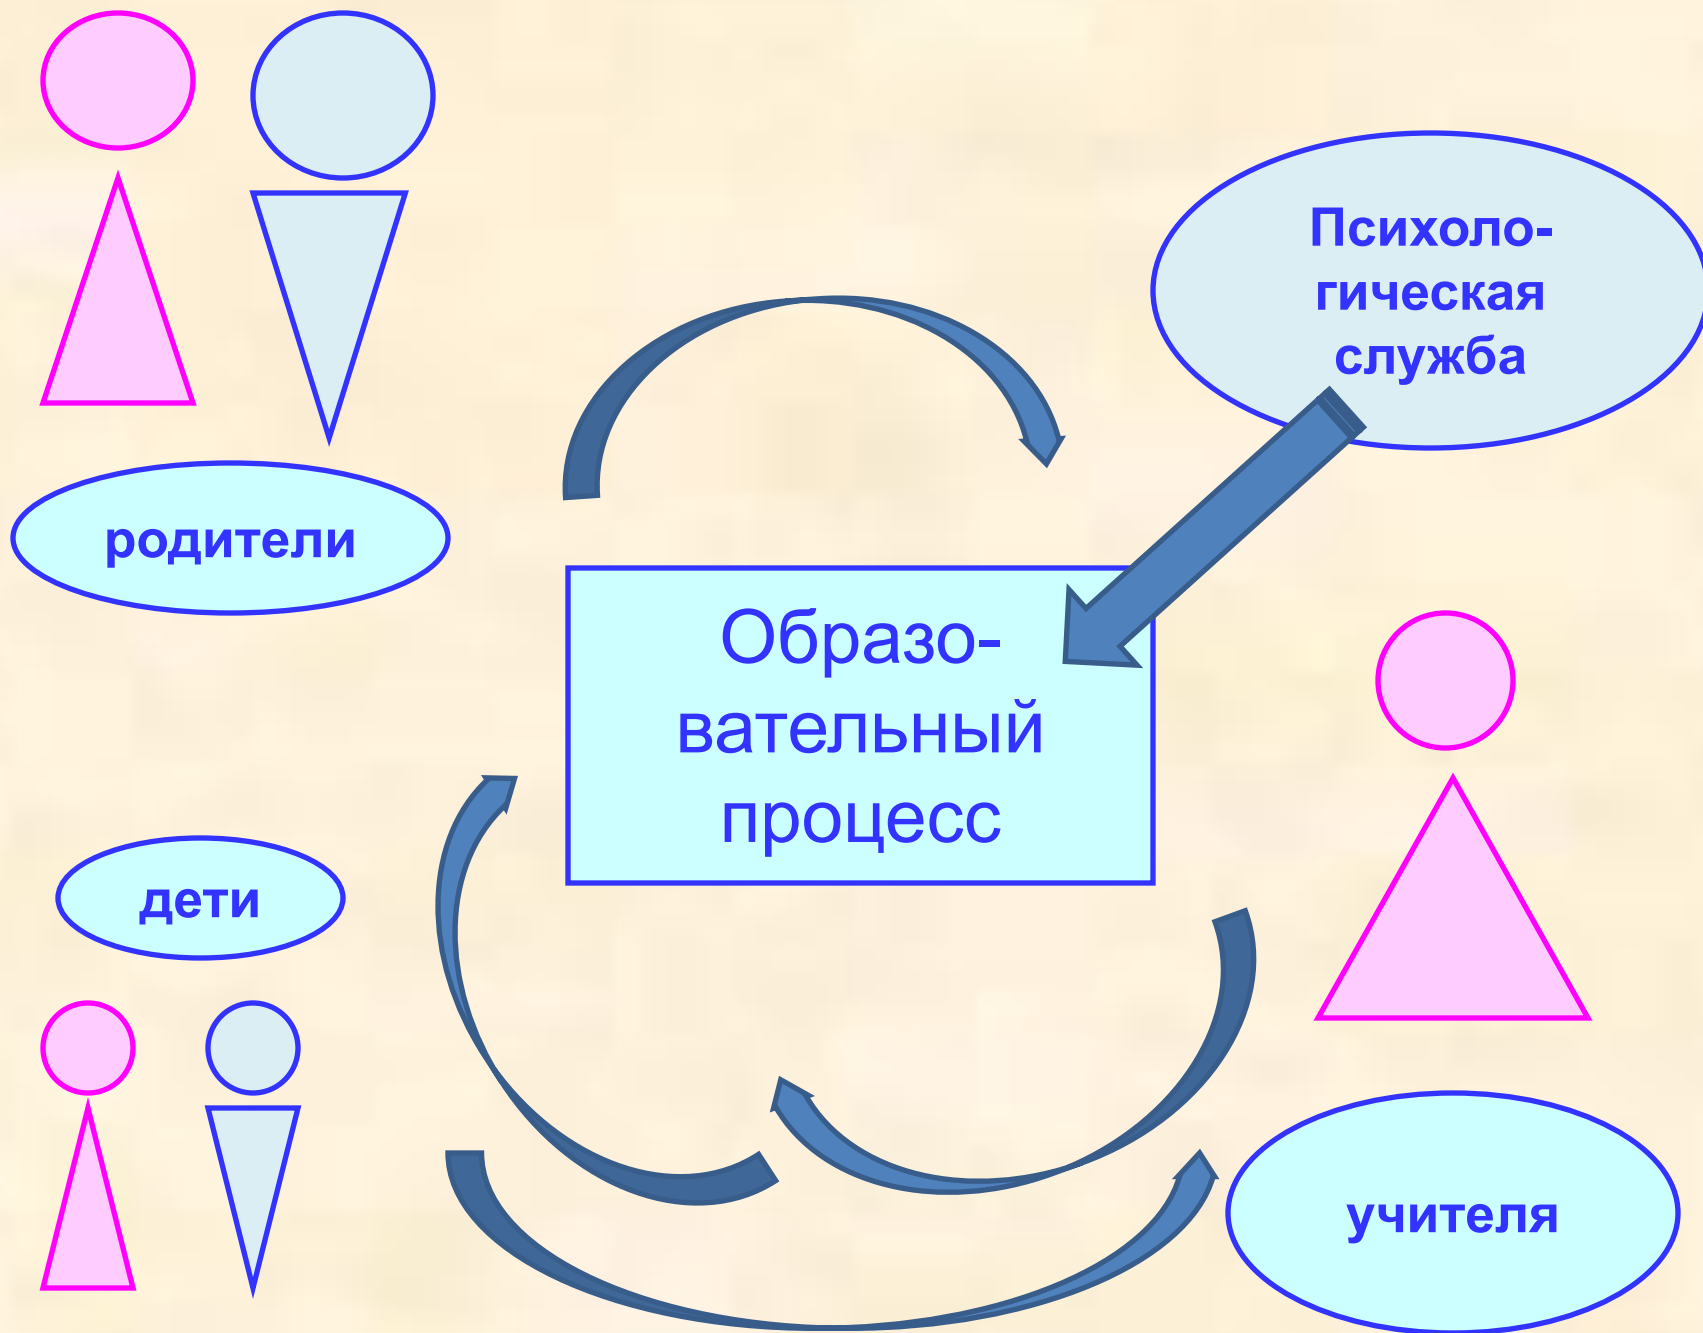 Психоло-
гическая
служба
родители
Образо-
вательный
процесс
дети
учителя